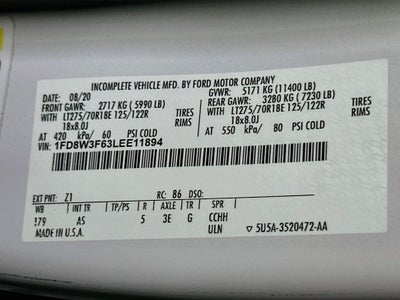 INCOMPLETE VEHICLE MFD. BY FORD MOTOR COMPANY
DATE: 08/20 GVWR: 5171 KG (11400 LB)
FRONT GAWR: 2717 KG (5990 LB) REAR GAWR: 3280 KG (7230 LB)
WITH LT275/70R18E 125/122R TIRES WITH LT275/70R18E 125/122R TIRES
18x8.0J RIMS 18x8.0J RIMS
AT 420 kPa/ 60 PSI COLD AT 550 kPa/ 80 PSI COLD
VIN: 1FD8W3F63LEE11894
EXT PNT: Z1 RC: 86 DSO:
WB INT TR TP/PS R AXLE TR SPR
179 AS 5 3E G CCHH
MADE IN U.S.A. ULN ▽ 5U5A-3520472-AA